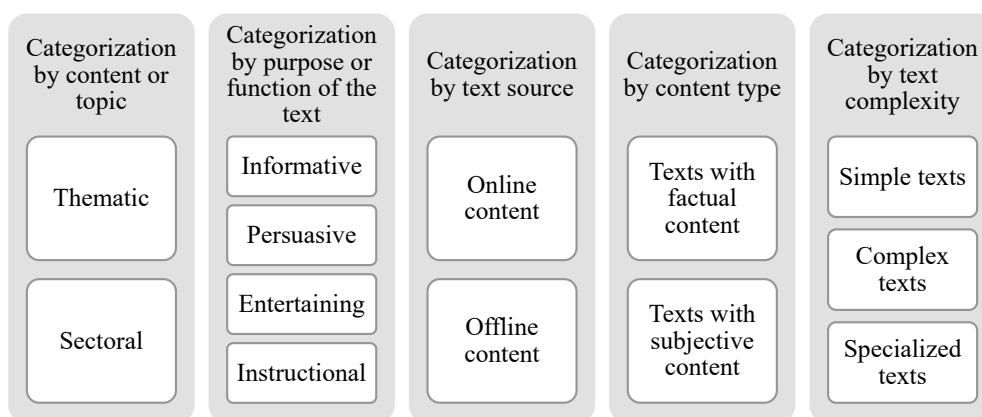 Categorization
by content or
topic
Thematic
Sectoral
Categorization
by purpose or
function of the
text
Informative
Persuasive
Entertaining
Instructional
Categorization
by text source
Online
content
Offline
content
Categorization
by content type
Texts with
factual
content
Texts with
subjective
content
Categorization
by text
complexity
Simple texts
Complex
texts
Specialized
texts